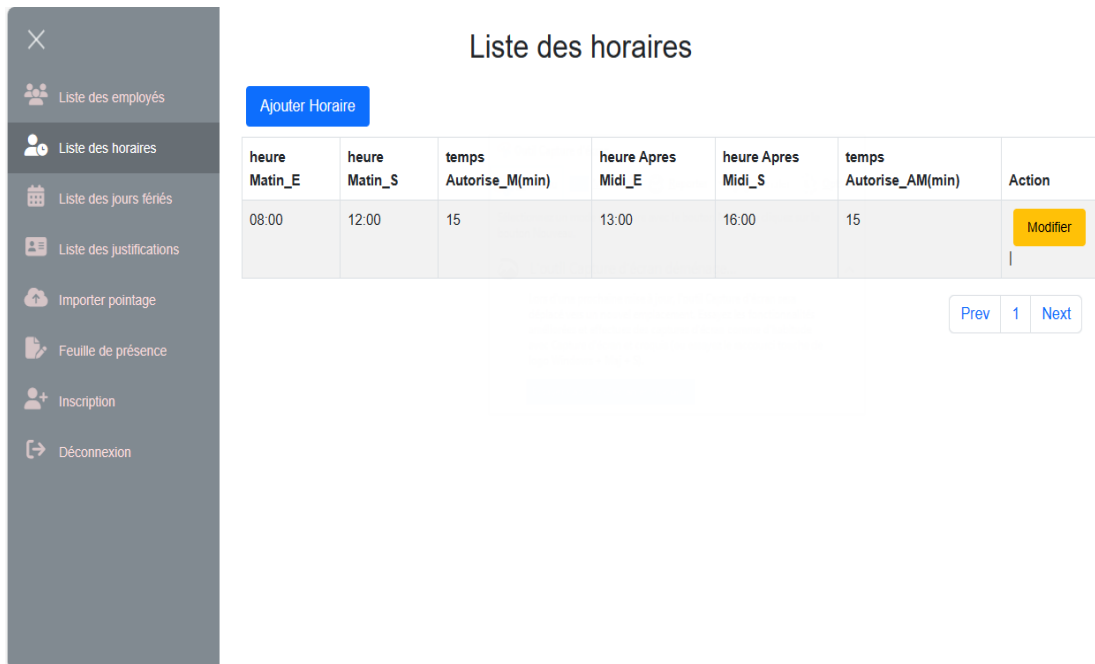 Liste des employés
Liste des horaires
Liste des jours fériés
Liste des justifications
Importer pointage
Feuille de présence
Inscription
Déconnexion
Liste des horaires
Ajouter Horaire
heure Matin_E
heure Matin_S
temps Autorise_M(min)
heure Apres Midi_E
heure Apres Midi_S
temps Autorise_AM(min)
Action
08:00 12:00 15 13:00 16:00 15 Modifier
|
Prev 1 Next